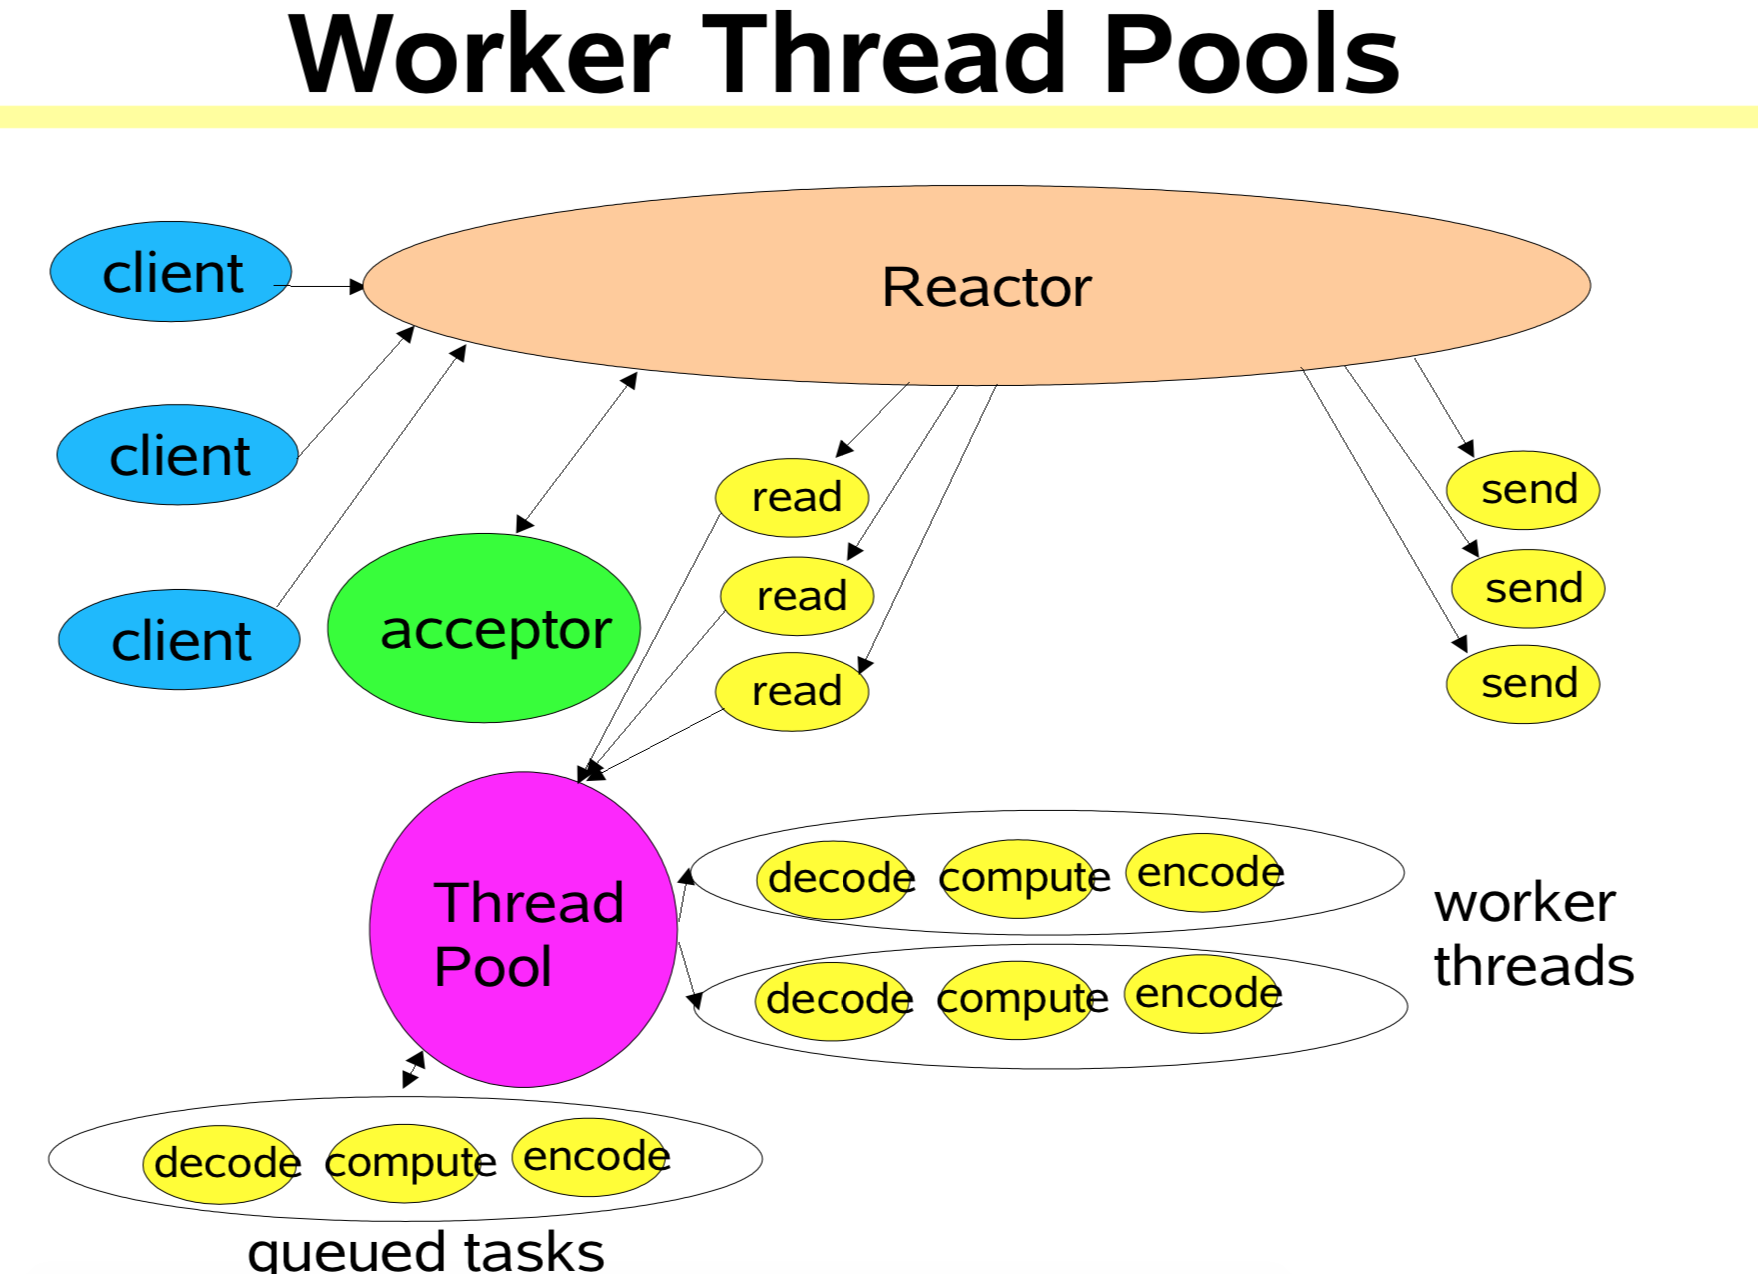 Worker Thread Pools
client
Reactor
client
client
acceptor
read
read
read
send
send
send
Thread
Pool
decode compute encode
decode compute encode
worker
threads
decode compute encode
queued tasks